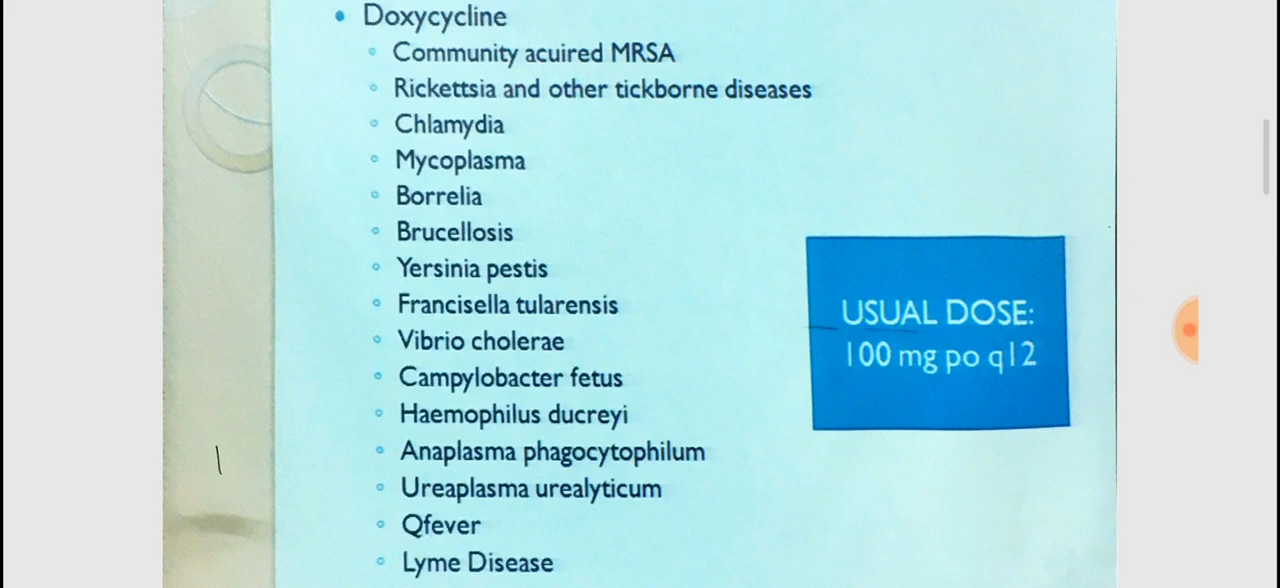 Doxycycline
Community acuired MRSA
Rickettsia and other tickborne diseases
Chlamydia
Mycoplasma
Borrelia
Brucellosis
Yersinia pestis
Francisella tularensis
Vibrio cholerae
Campylobacter fetus
Haemophilus ducreyi
Anaplasma phagocytophilum
Ureaplasma urealyticum
Qfever
Lyme Disease
USUAL DOSE:
100 mg po q12